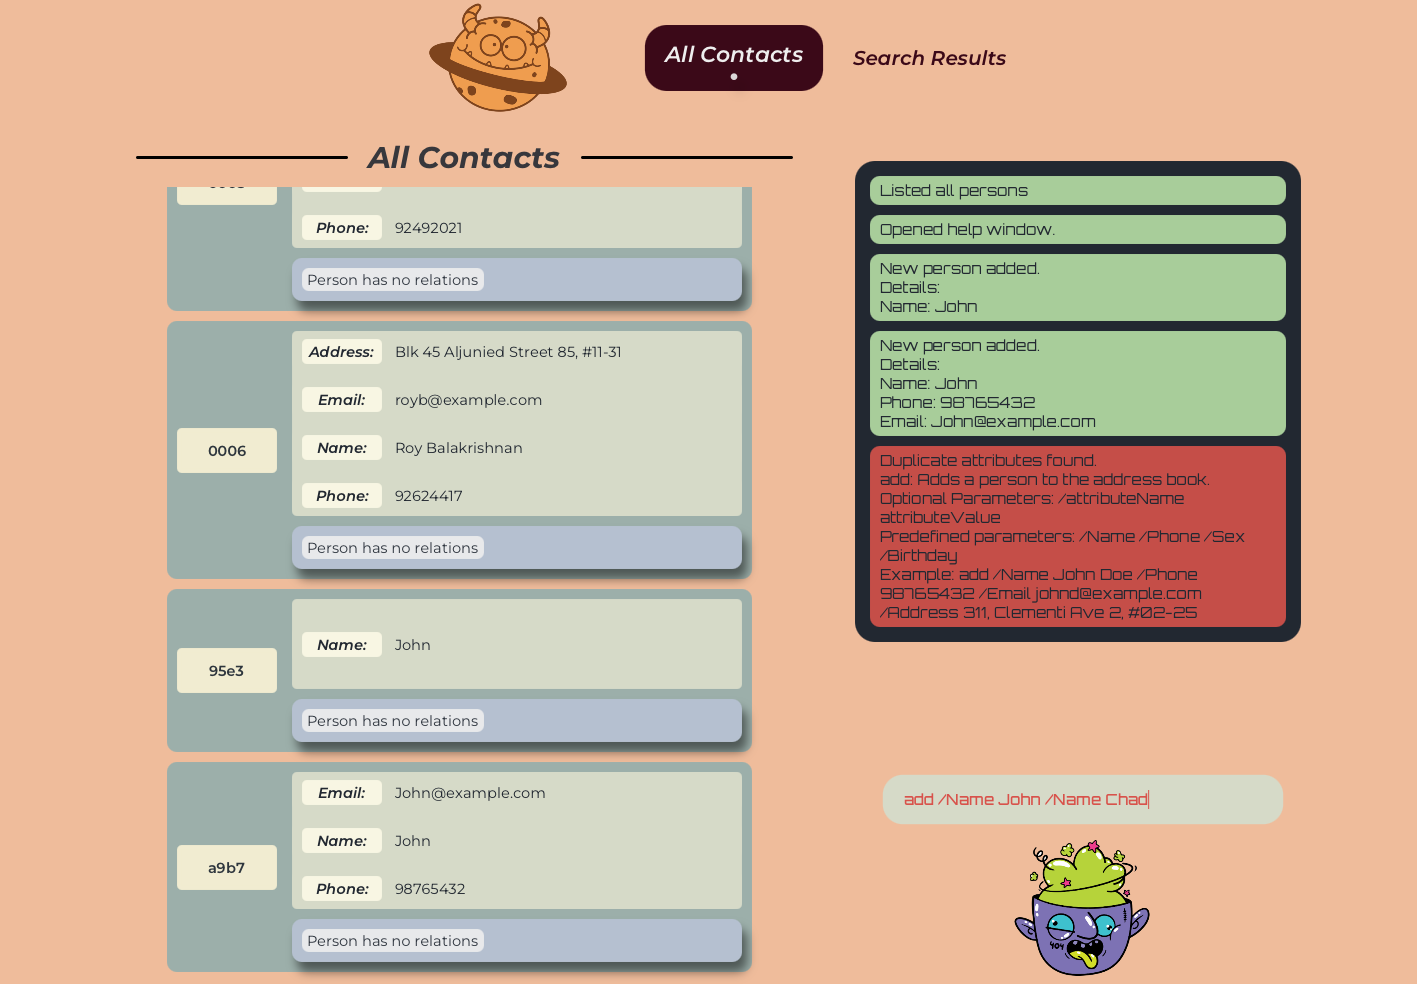 All Contacts
Search Results
All Contacts
Phone: 92492021
Person has no relations
0006
Address: Blk 45 Aljunied Street 85, #11-31
Email: royb@example.com
Name: Roy Balakrishnan
Phone: 92624417
Person has no relations
95e3
Name: John
Person has no relations
a9b7
Email: John@example.com
Name: John
Phone: 98765432
Person has no relations
Listed all persons
Opened help window.
New person added.
Details:
Name: John
New person added.
Details:
Name: John
Phone: 98765432
Email: John@example.com
Duplicate attributes found.
add: Adds a person to the address book.
Optional Parameters: /attributeName
attributeValue
Predefined parameters: /Name /Phone /Sex
/Birthday
Example: add /Name John Doe /Phone
98765432 /Email johnd@example.com
/Address 311, Clementi Ave 2, #02-25
add /Name John /Name Chad
404